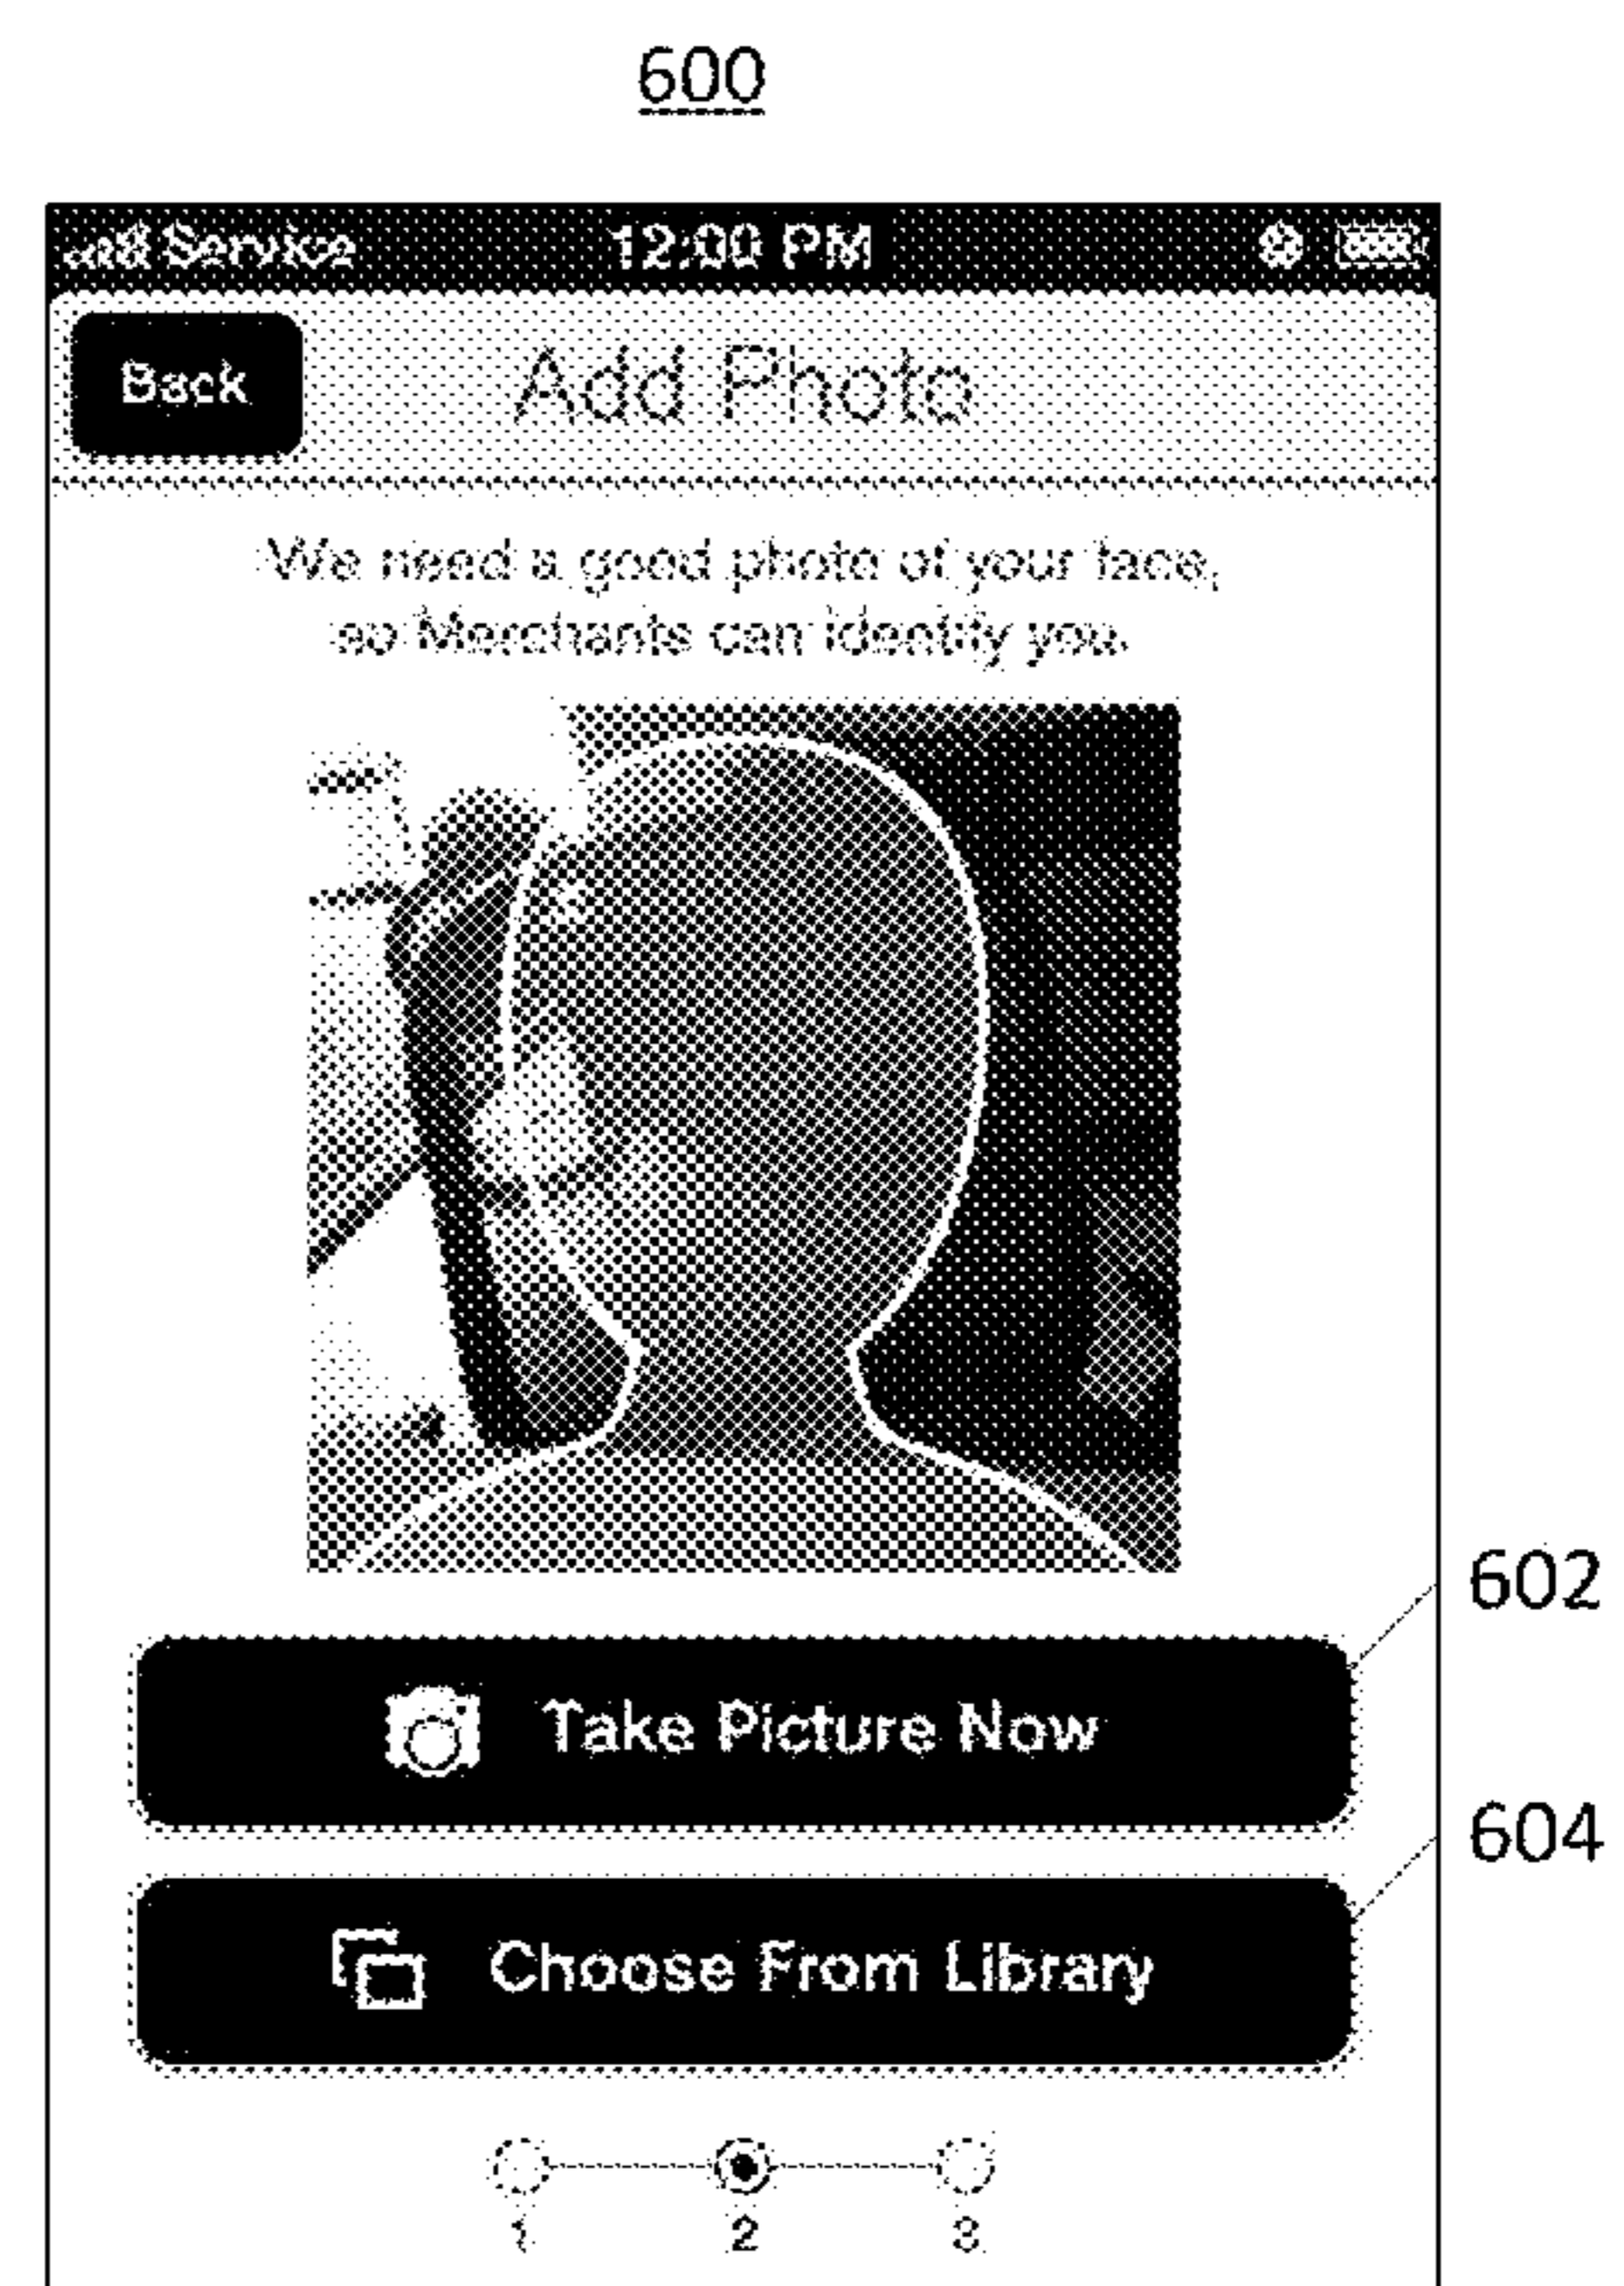 600
Service 12:00 PM
Back Add Photo
We need a good photo of your face,
so Merchants can identify you.
602
Take Picture Now
604
Choose From Library
1 2 3